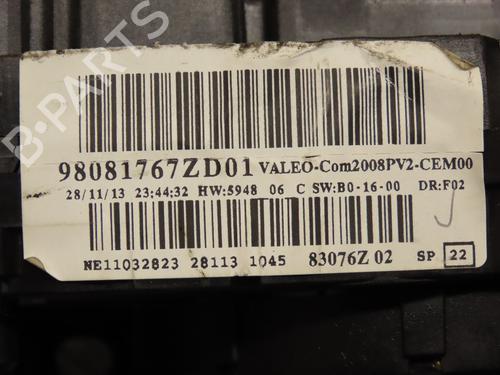 B-PARTS
98081767ZD01 VALEO-Com2008PV2-CEM00
28/11/13 23:44:32 HW:5948 06 C SW:B0-16-00 DR:F02
NE11032823 28113 1045 83076Z 02 SP 22